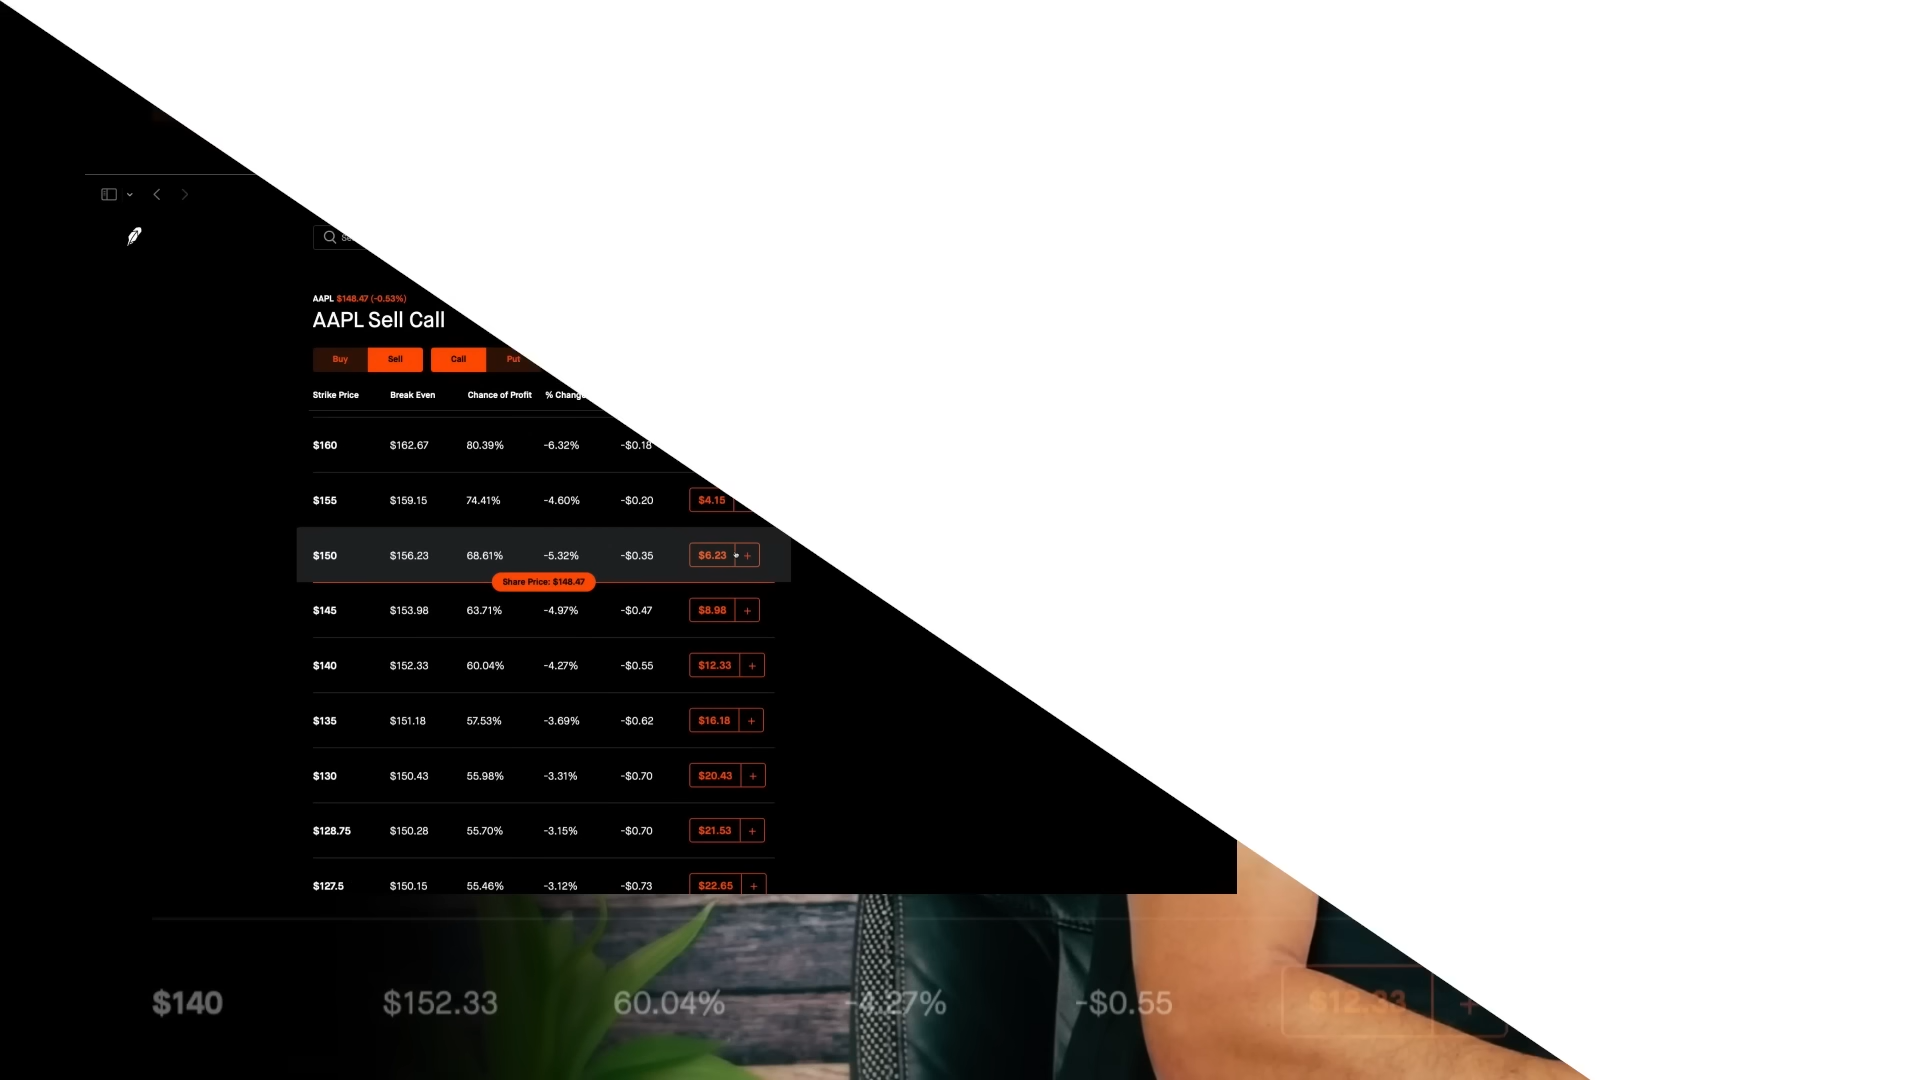 AAPL $148.47 (-0.53%)
AAPL Sell Call
Buy Sell Call Put
Strike Price Break Even Chance of Profit % Change
$160 $162.67 80.39% -6.32% -$0.18
$155 $159.15 74.41% -4.60% -$0.20 $4.15
$150 $156.23 68.61% -5.32% -$0.35 $6.23 +
Share Price: $148.47
$145 $153.98 63.71% -4.97% -$0.47 $8.98 +
$140 $152.33 60.04% -4.27% -$0.55 $12.33 +
$135 $151.18 57.53% -3.69% -$0.62 $16.18 +
$130 $150.43 55.98% -3.31% -$0.70 $20.43 +
$128.75 $150.28 55.70% -3.15% -$0.70 $21.53 +
$127.5 $150.15 55.46% -3.12% -$0.73 $22.65 +
$140 $152.33 60.04% -4.27% -$0.55 $12.33 +